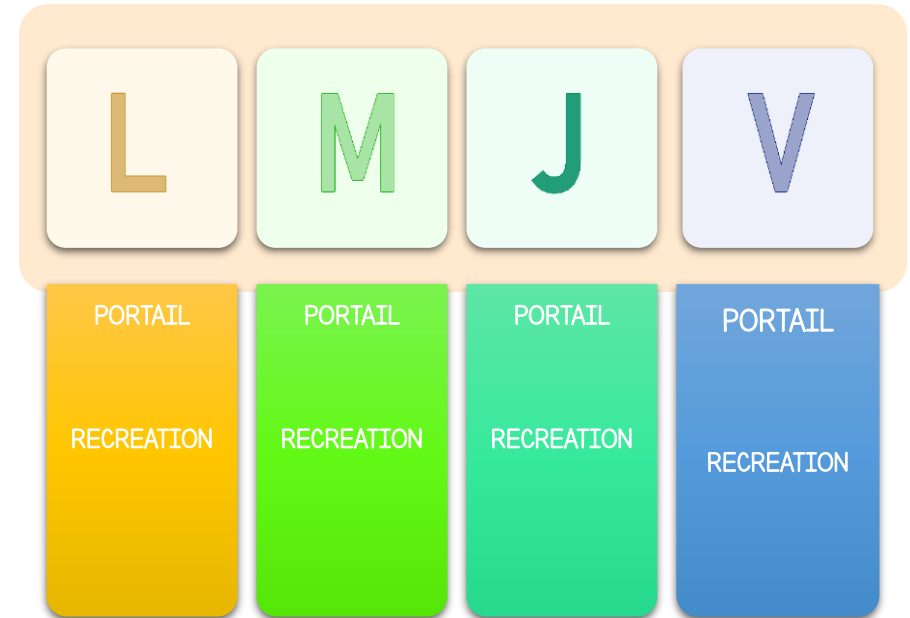 L
M
J
V
PORTAIL
RECREATION
PORTAIL
RECREATION
PORTAIL
RECREATION
PORTAIL
RECREATION